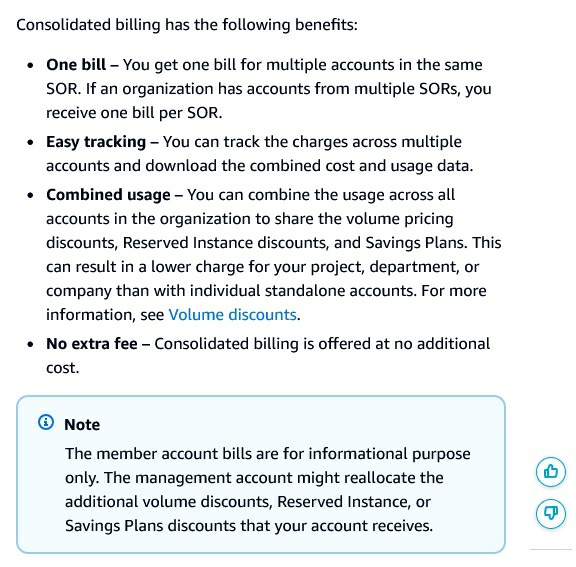 Consolidated billing has the following benefits:
• One bill – You get one bill for multiple accounts in the same
SOR. If an organization has accounts from multiple SORs, you
receive one bill per SOR.
• Easy tracking – You can track the charges across multiple
accounts and download the combined cost and usage data.
• Combined usage – You can combine the usage across all
accounts in the organization to share the volume pricing
discounts, Reserved Instance discounts, and Savings Plans. This
can result in a lower charge for your project, department, or
company than with individual standalone accounts. For more
information, see Volume discounts.
• No extra fee – Consolidated billing is offered at no additional
cost.
Note
The member account bills are for informational purpose
only. The management account might reallocate the
additional volume discounts, Reserved Instance, or
Savings Plans discounts that your account receives.